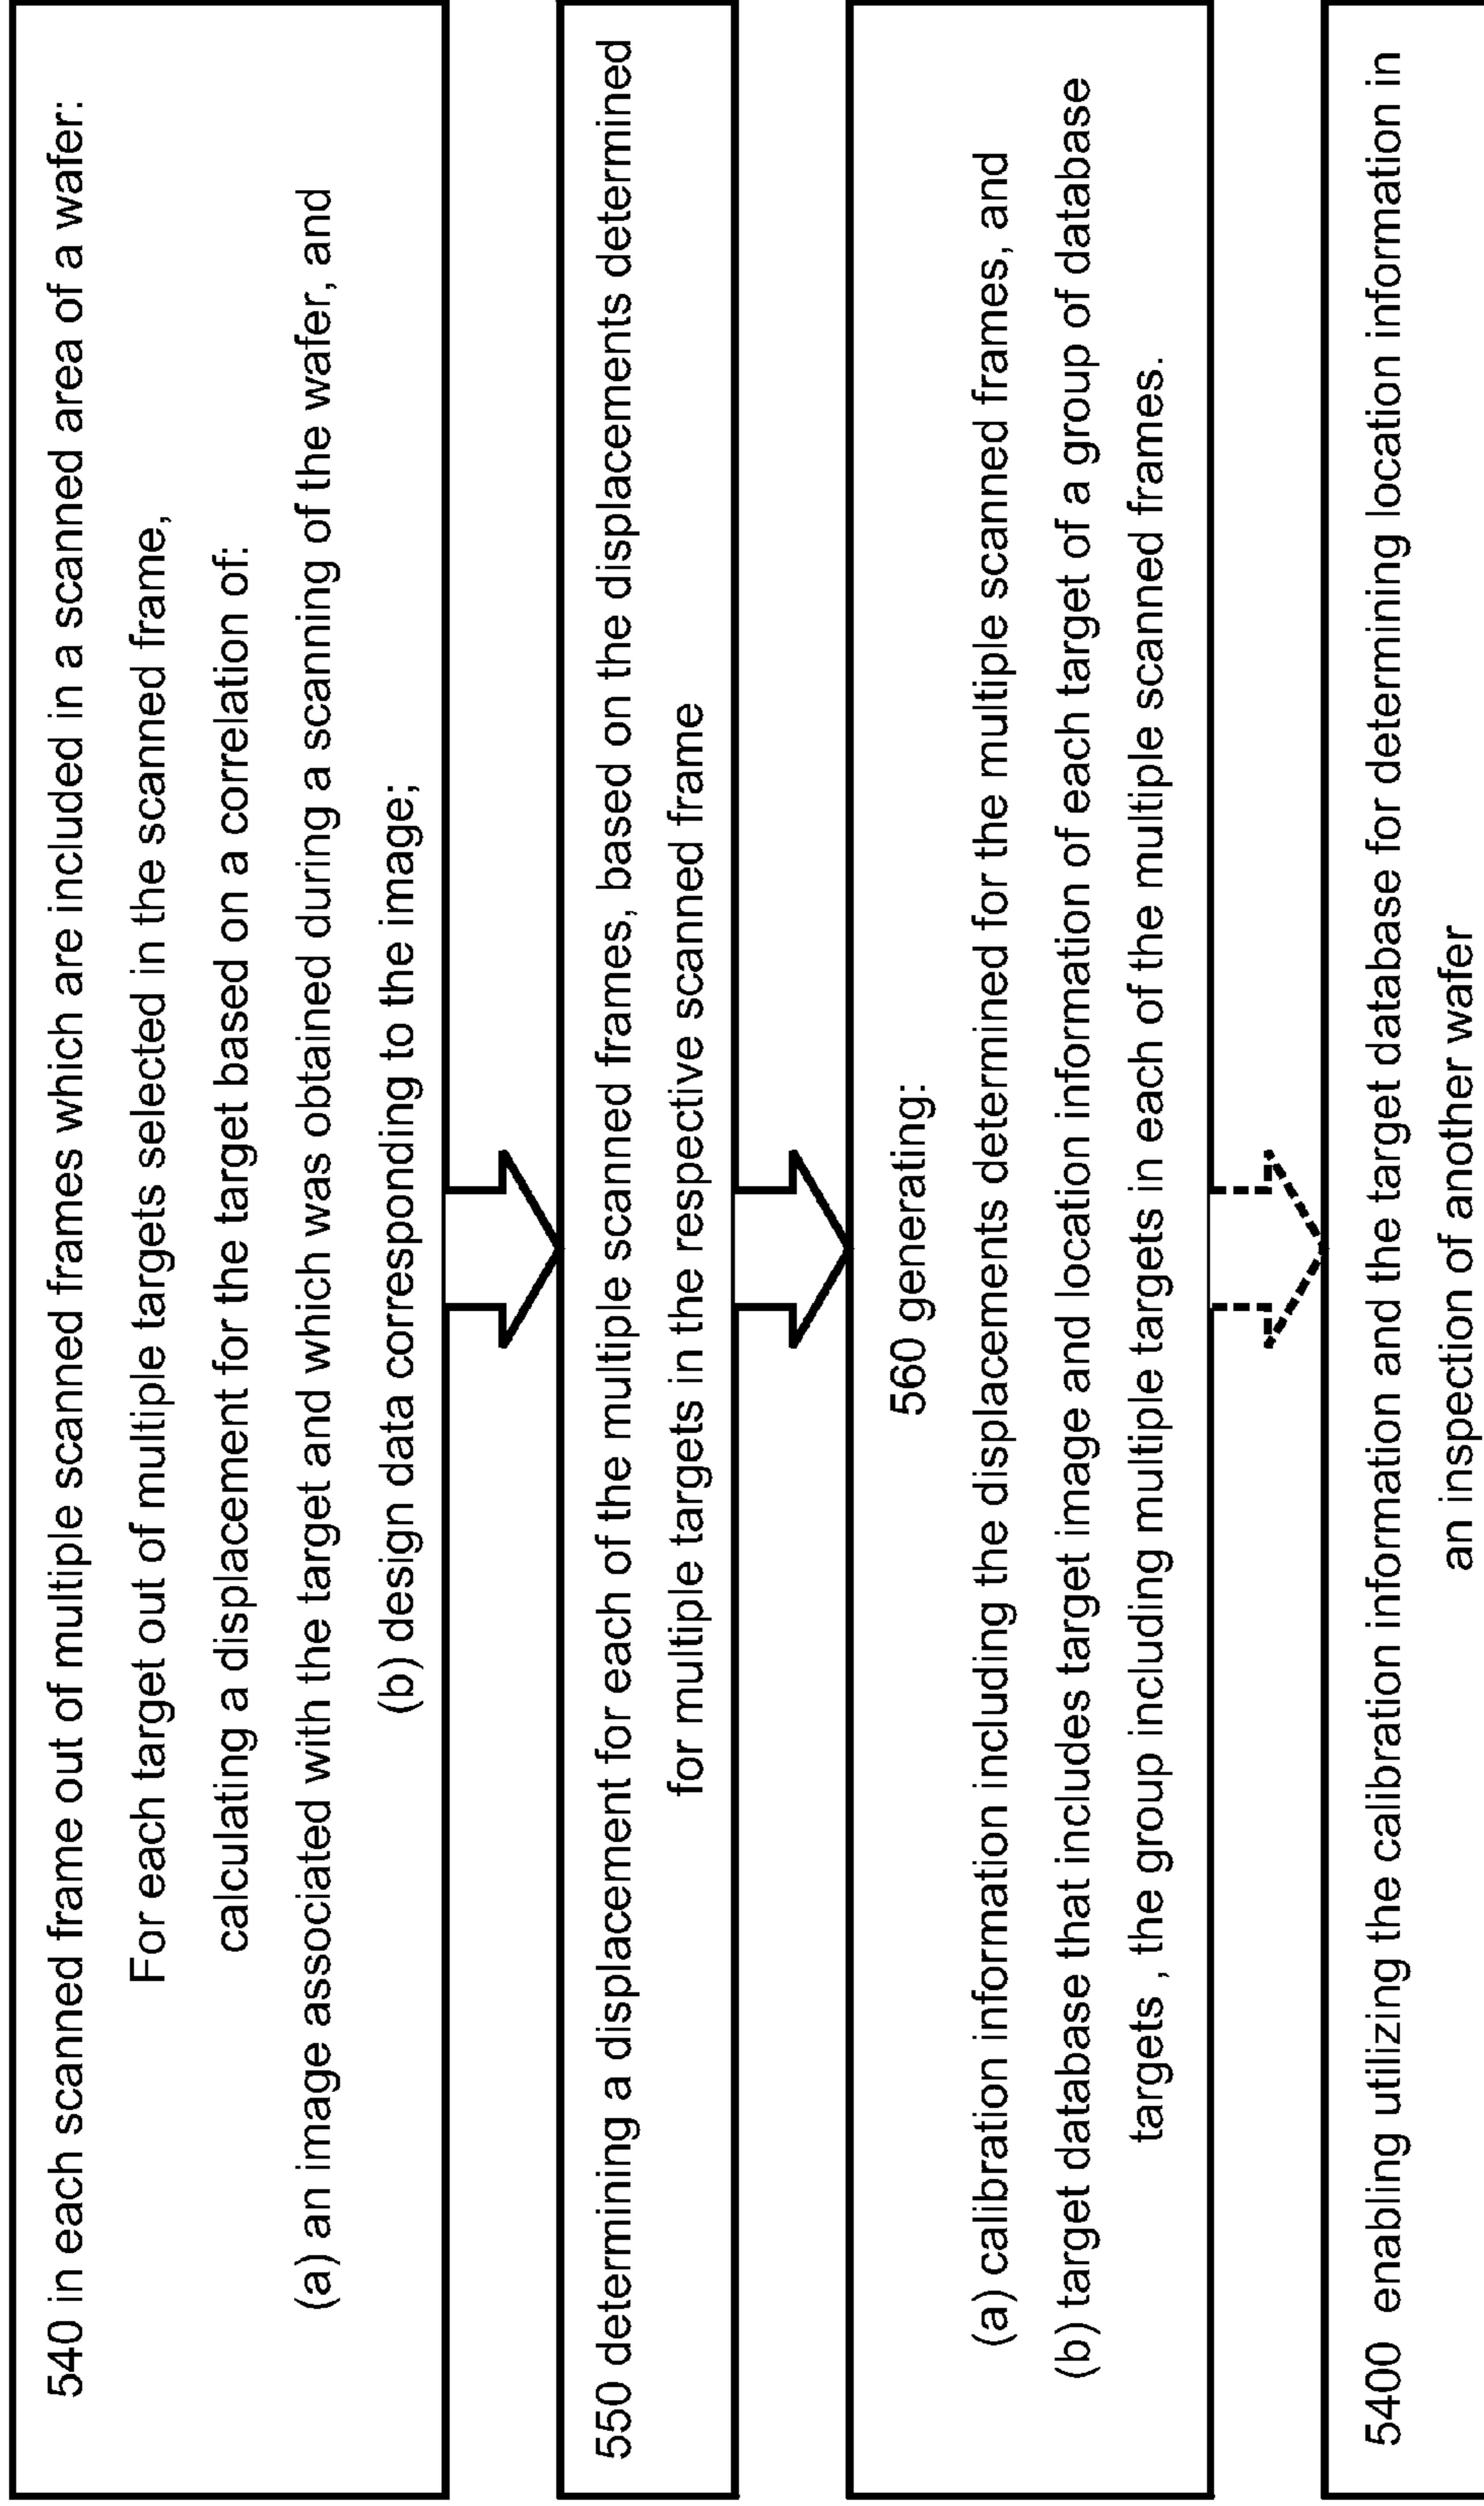 540 in each scanned frame out of multiple scanned frames which are included in a scanned area of a wafer:
For each target out of multiple targets selected in the scanned frame,
calculating a displacement for the target based on a correlation of:
(a) an image associated with the target and which was obtained during a scanning of the wafer, and
(b) design data corresponding to the image;
550 determining a displacement for each of the multiple scanned frames, based on the displacements determined
for multiple targets in the respective scanned frame
560 generating:
(a) calibration information including the displacements determined for the multiple scanned frames, and
(b) target database that includes target image and location information of each target of a group of database
targets , the group including multiple targets in each of the multiple scanned frames.
5400 enabling utilizing the calibration information and the target database for determining location information in
an inspection of another wafer